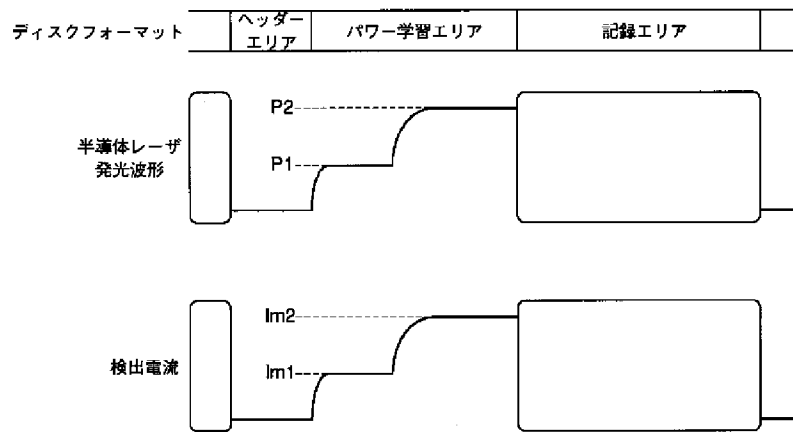 ディスクフォーマット
ヘッダー
エリア
パワー学習エリア
記録エリア
P2
半導体レーザ
発光波形
P1
Im2
検出電流
Im1